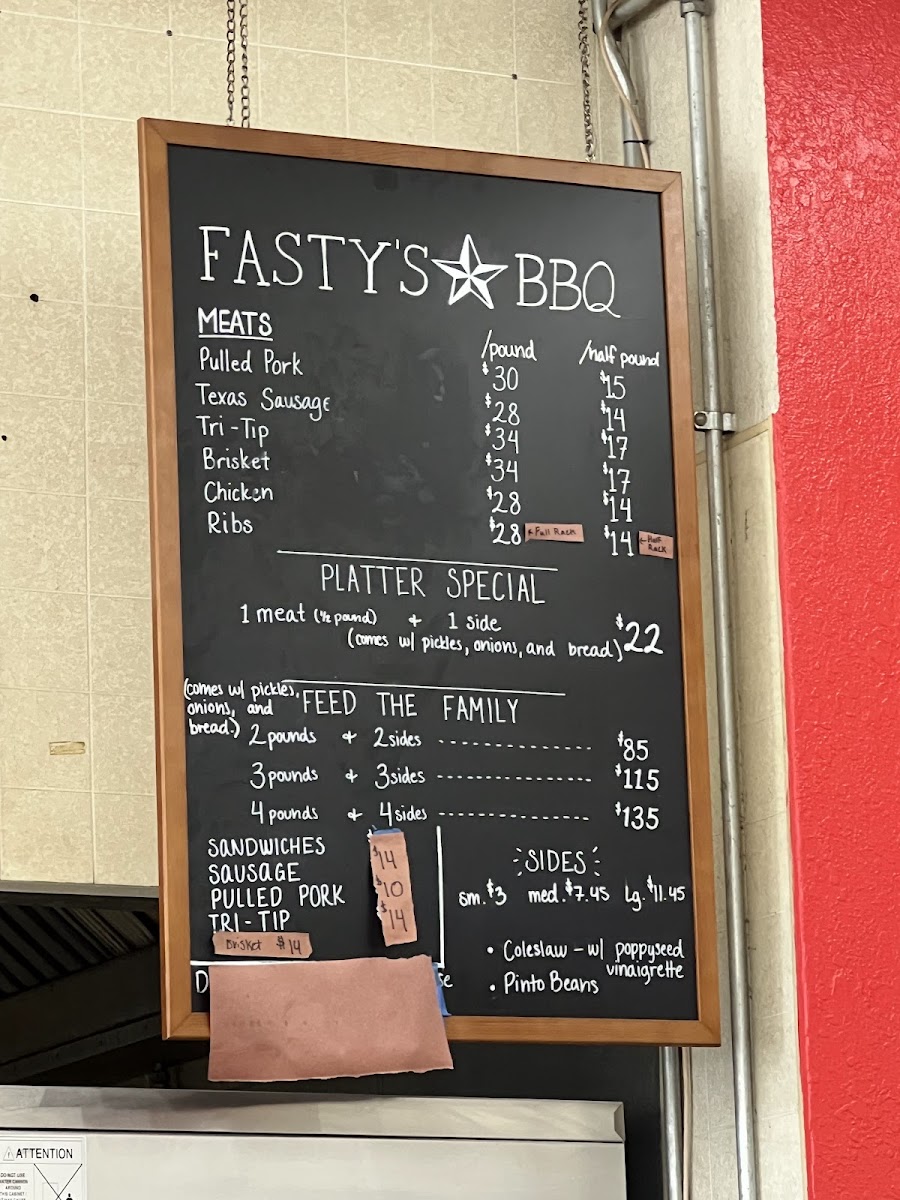 FASTY'S BBQ
MEATS /pound /half pound
Pulled Pork $30 $15
Texas Sausage $28 $14
Tri-Tip $34 $17
Brisket $34 $17
Chicken $28 $14
Ribs $28 ← Full Rack $14 ← Half Rack
PLATTER SPECIAL
1 meat (½ pound) + 1 side $22
(comes w/ pickles, onions, and bread)
(comes w/ pickles, onions, and bread.)
FEED THE FAMILY
2 pounds + 2 sides $85
3 pounds + 3 sides $115
4 pounds + 4 sides $135
SANDWICHES
SAUSAGE $14
PULLED PORK $10
TRI-TIP $14
Brisket $14
SIDES
sm. $3 med. $7.45 Lg. $11.45
• Coleslaw - w/ poppyseed
vinaigrette
• Pinto Beans
ATTENTION